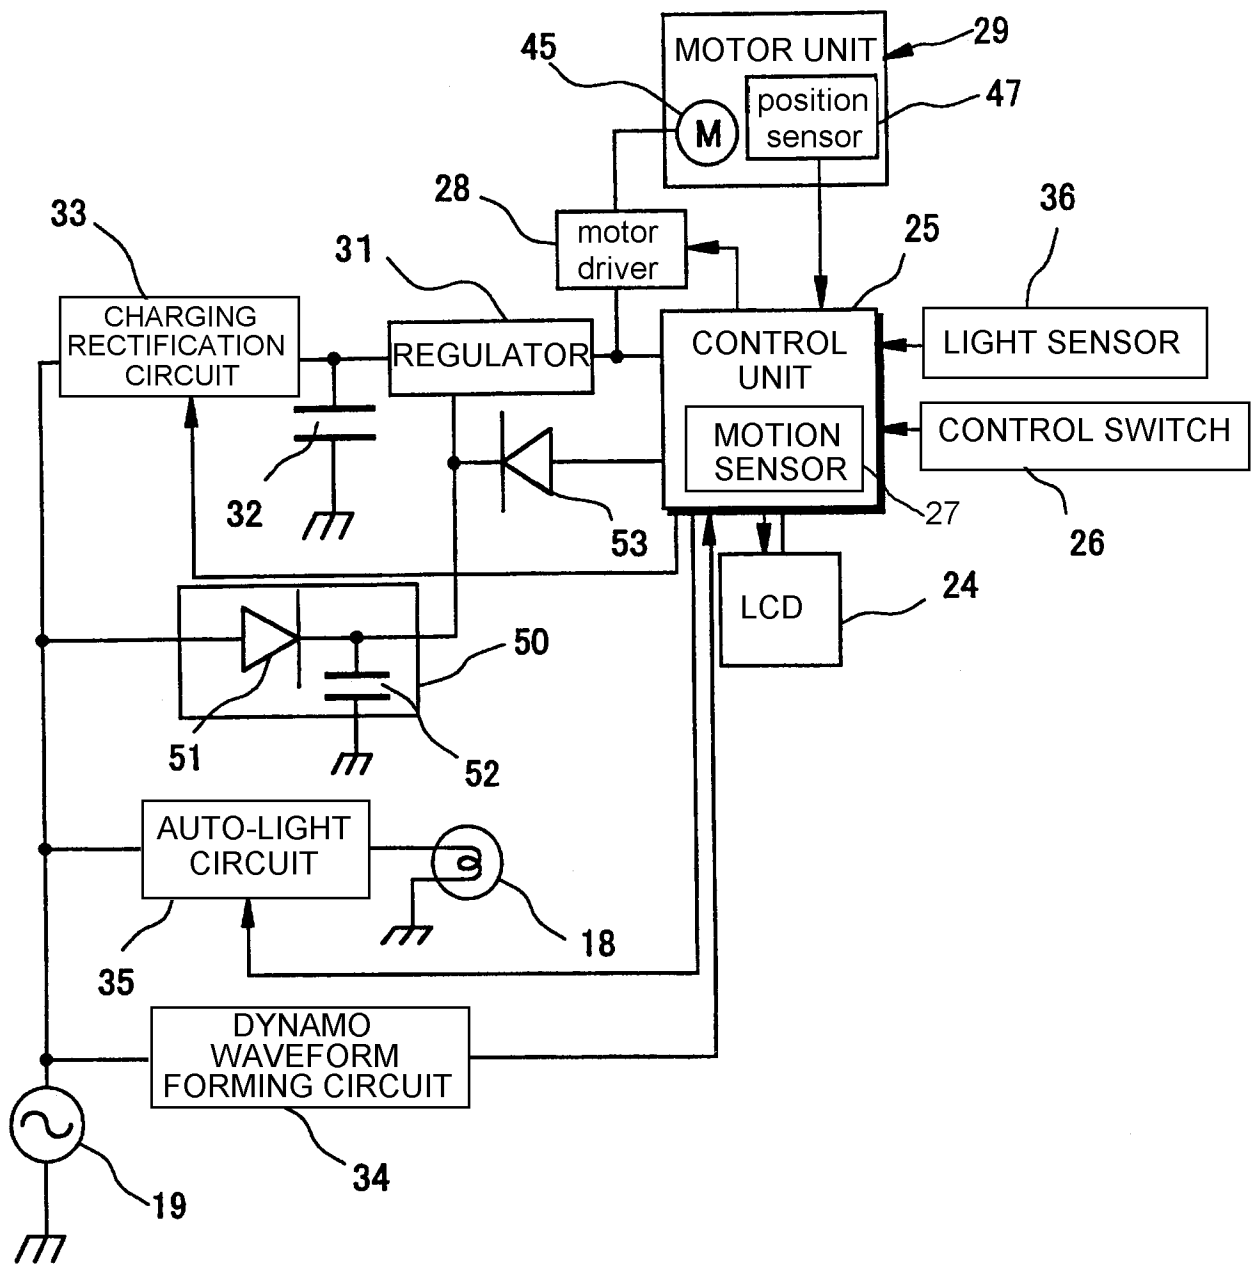 45
MOTOR UNIT
29
M
position
sensor
47
33
28
motor
driver
31
25
36
CHARGING
RECTIFICATION
CIRCUIT
REGULATOR
CONTROL
UNIT
LIGHT SENSOR
MOTION
SENSOR
CONTROL SWITCH
32
53
27
26
LCD
24
50
51
52
AUTO-LIGHT
CIRCUIT
18
35
DYNAMO
WAVEFORM
FORMING CIRCUIT
34
19